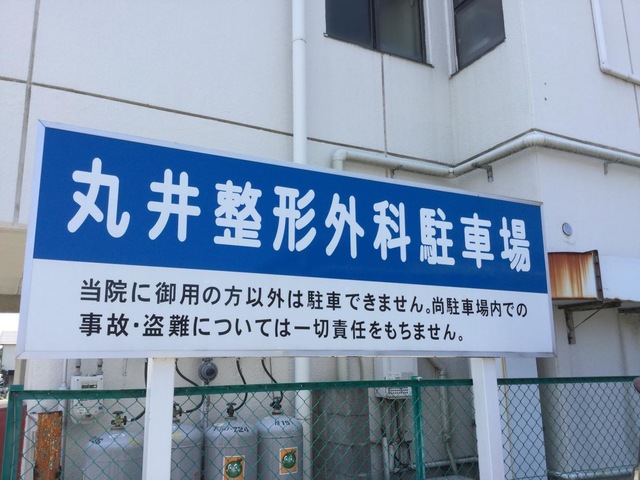 丸井整形外科駐車場
当院に御用の方以外は駐車できません。尚駐車場内での
事故・盗難については一切責任をもちません。